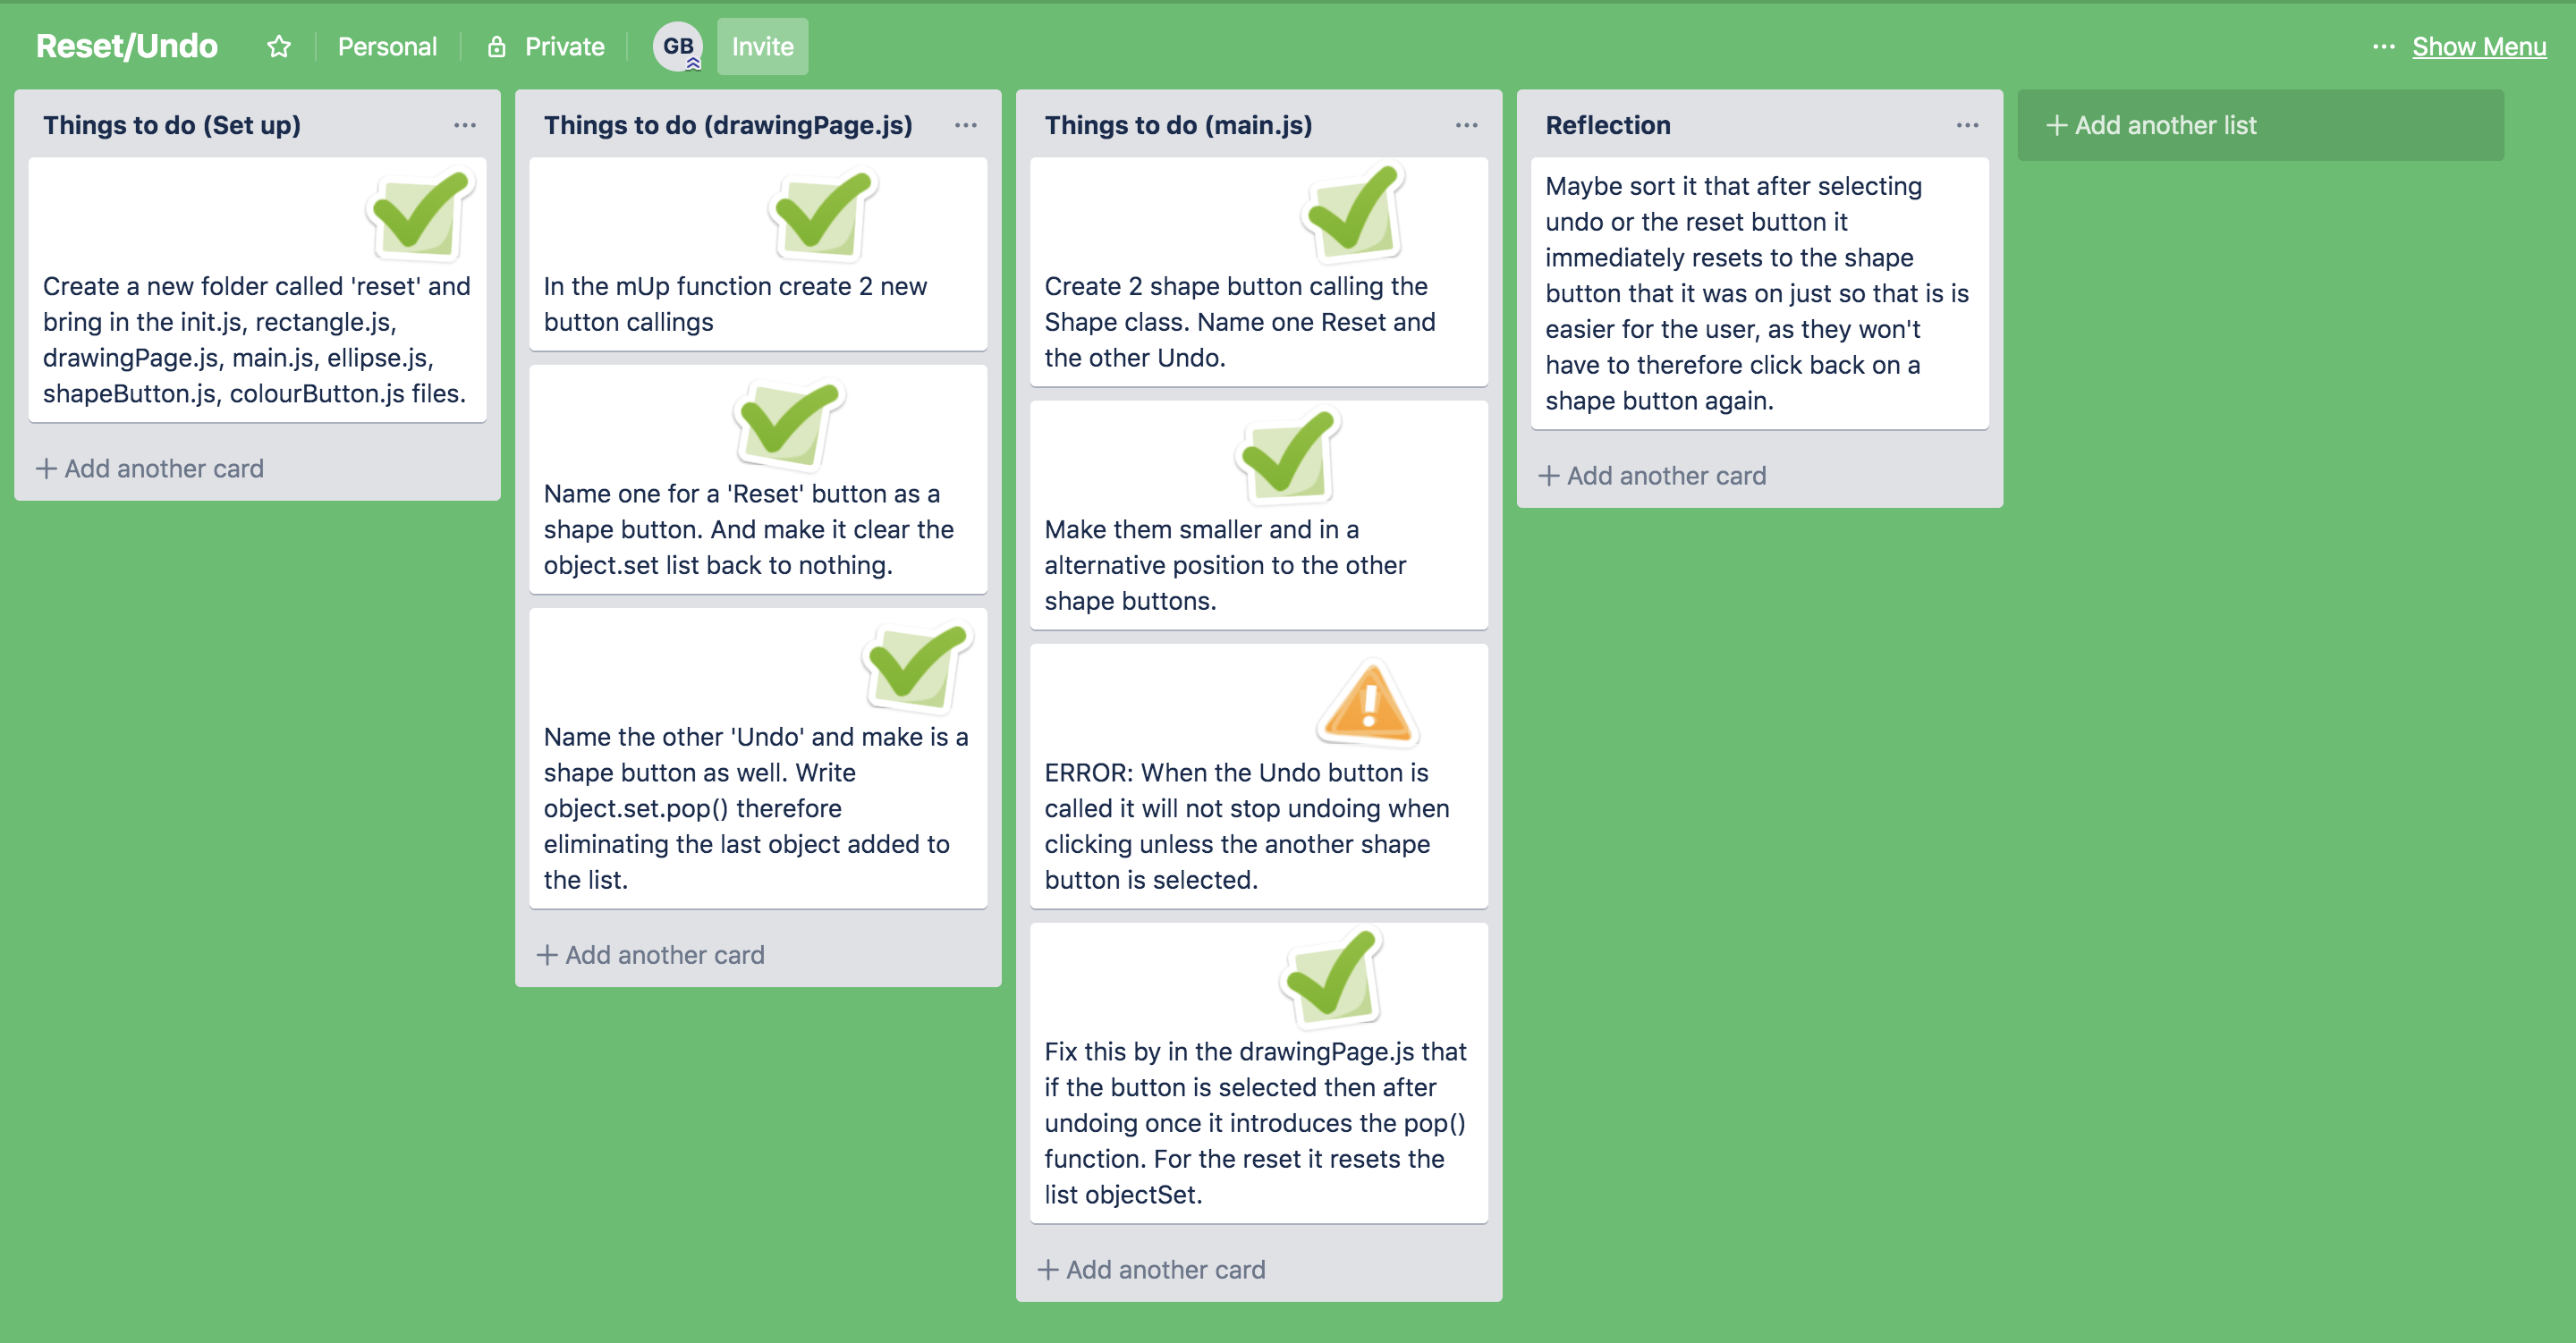 Reset/Undo
Personal
Private
GB
Invite
... Show Menu
Things to do (Set up)
...
Create a new folder called 'reset' and
bring in the init.js, rectangle.js,
drawingPage.js, main.js, ellipse.js,
shapeButton.js, colourButton.js files.
+ Add another card
Things to do (drawingPage.js)
...
In the mUp function create 2 new
button callings
Name one for a 'Reset' button as a
shape button. And make it clear the
object.set list back to nothing.
Name the other 'Undo' and make is a
shape button as well. Write
object.set.pop() therefore
eliminating the last object added to
the list.
+ Add another card
Things to do (main.js)
...
Create 2 shape button calling the
Shape class. Name one Reset and
the other Undo.
Make them smaller and in a
alternative position to the other
shape buttons.
ERROR: When the Undo button is
called it will not stop undoing when
clicking unless the another shape
button is selected.
Fix this by in the drawingPage.js that
if the button is selected then after
undoing once it introduces the pop()
function. For the reset it resets the
list objectSet.
+ Add another card
Reflection
...
Maybe sort it that after selecting
undo or the reset button it
immediately resets to the shape
button that it was on just so that is is
easier for the user, as they won't
have to therefore click back on a
shape button again.
+ Add another card
+ Add another list